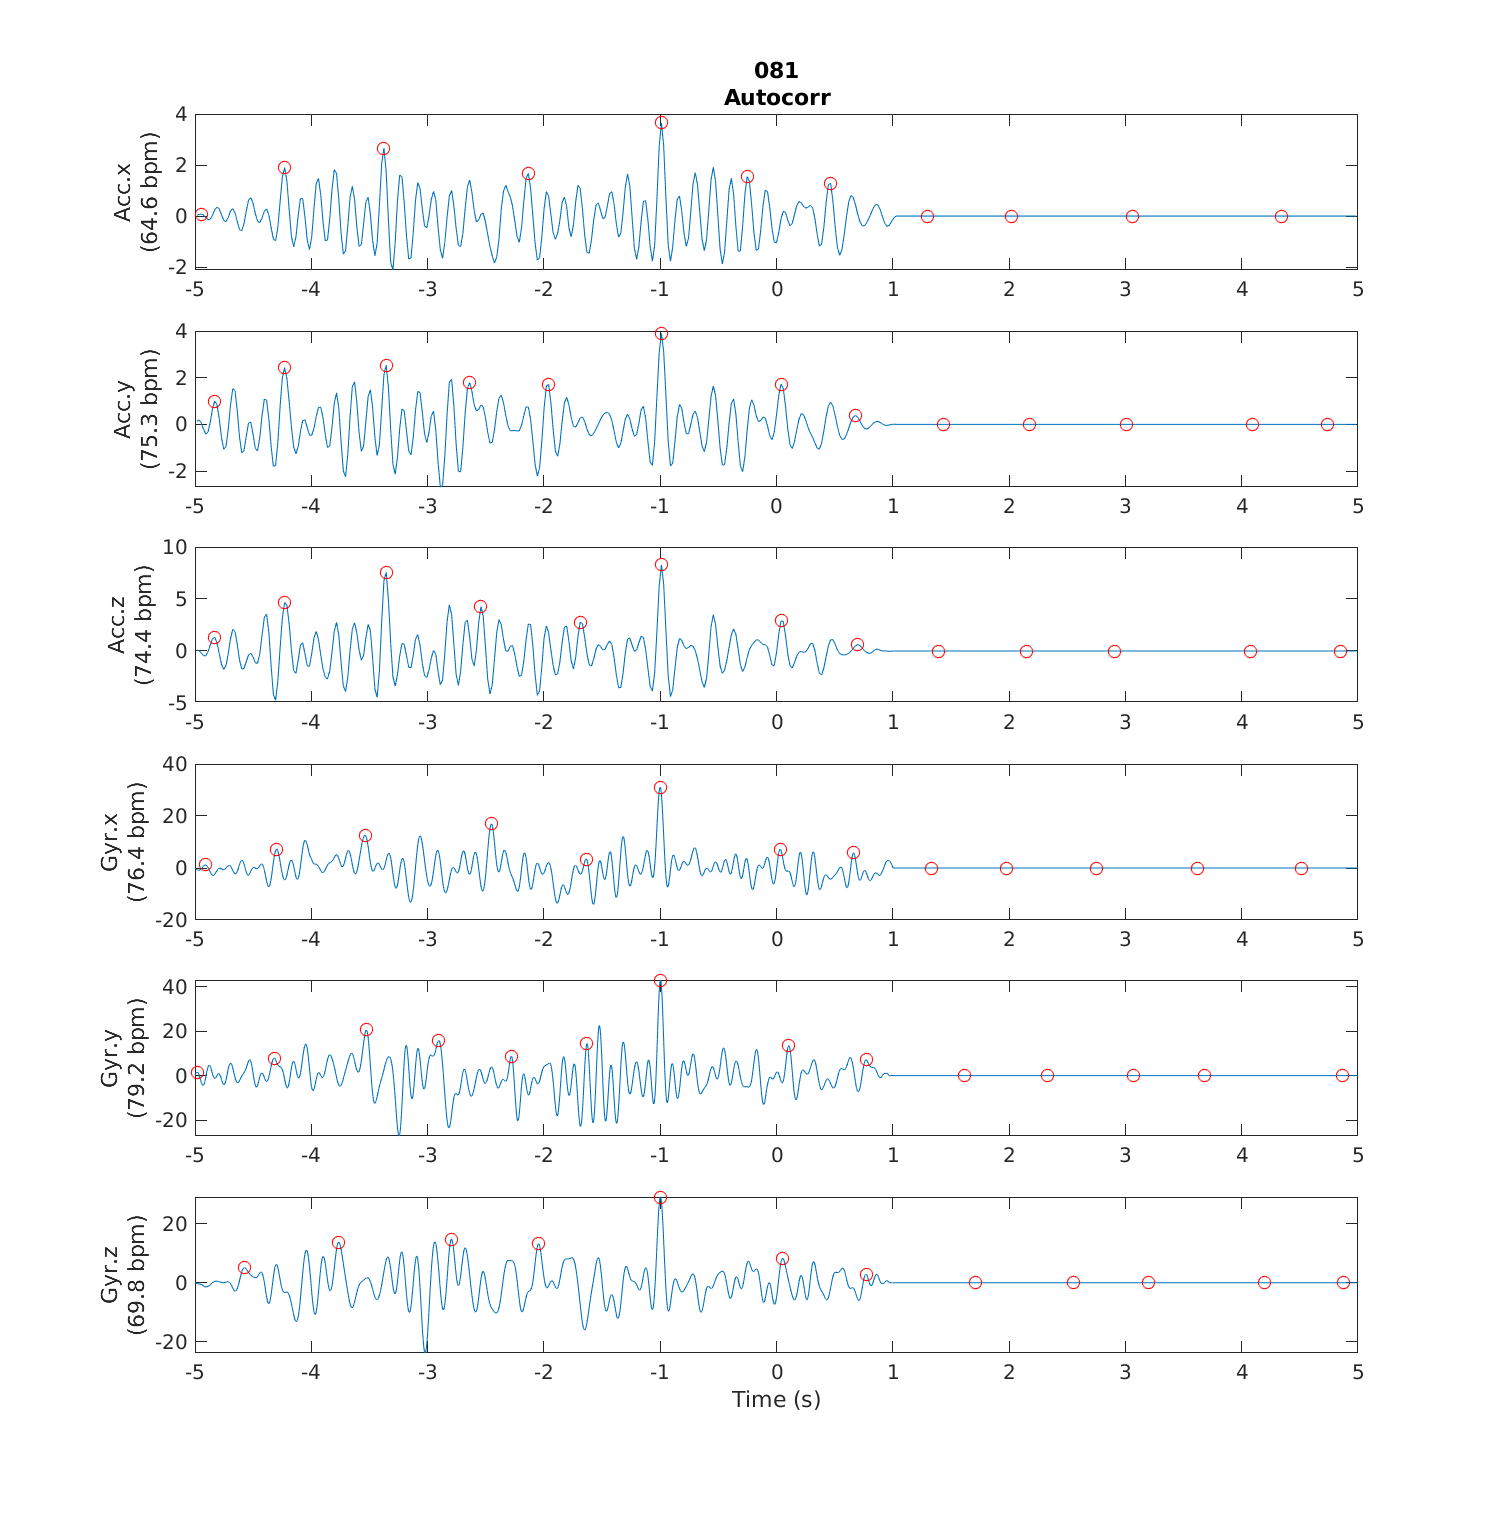 081
Autocorr
Acc.x
(64.6 bpm)
4
2
0
-2
-5 -4 -3 -2 -1 0 1 2 3 4 5
Acc.y
(75.3 bpm)
4
2
0
-2
-5 -4 -3 -2 -1 0 1 2 3 4 5
Acc.z
(74.4 bpm)
10
5
0
-5
-5 -4 -3 -2 -1 0 1 2 3 4 5
Gyr.x
(76.4 bpm)
40
20
0
-20
-5 -4 -3 -2 -1 0 1 2 3 4 5
Gyr.y
(79.2 bpm)
40
20
0
-20
-5 -4 -3 -2 -1 0 1 2 3 4 5
Gyr.z
(69.8 bpm)
20
0
-20
-5 -4 -3 -2 -1 0 1 2 3 4 5
Time (s)